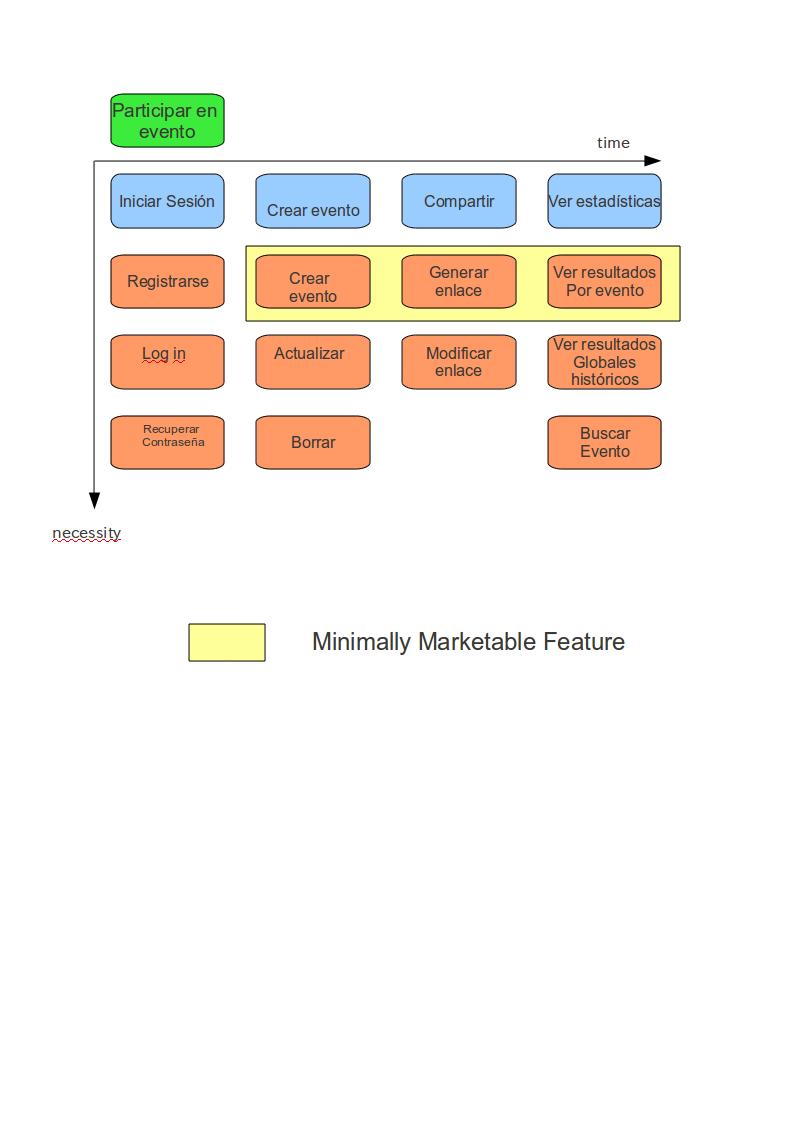 Participar en
evento
time
Iniciar Sesión
Crear evento
Compartir
Ver estadísticas
Registrarse
Crear
evento
Generar
enlace
Ver resultados
Por evento
Log in
Actualizar
Modificar
enlace
Ver resultados
Globales
históricos
Recuperar
Contraseña
Borrar
Buscar
Evento
necessity
Minimally Marketable Feature